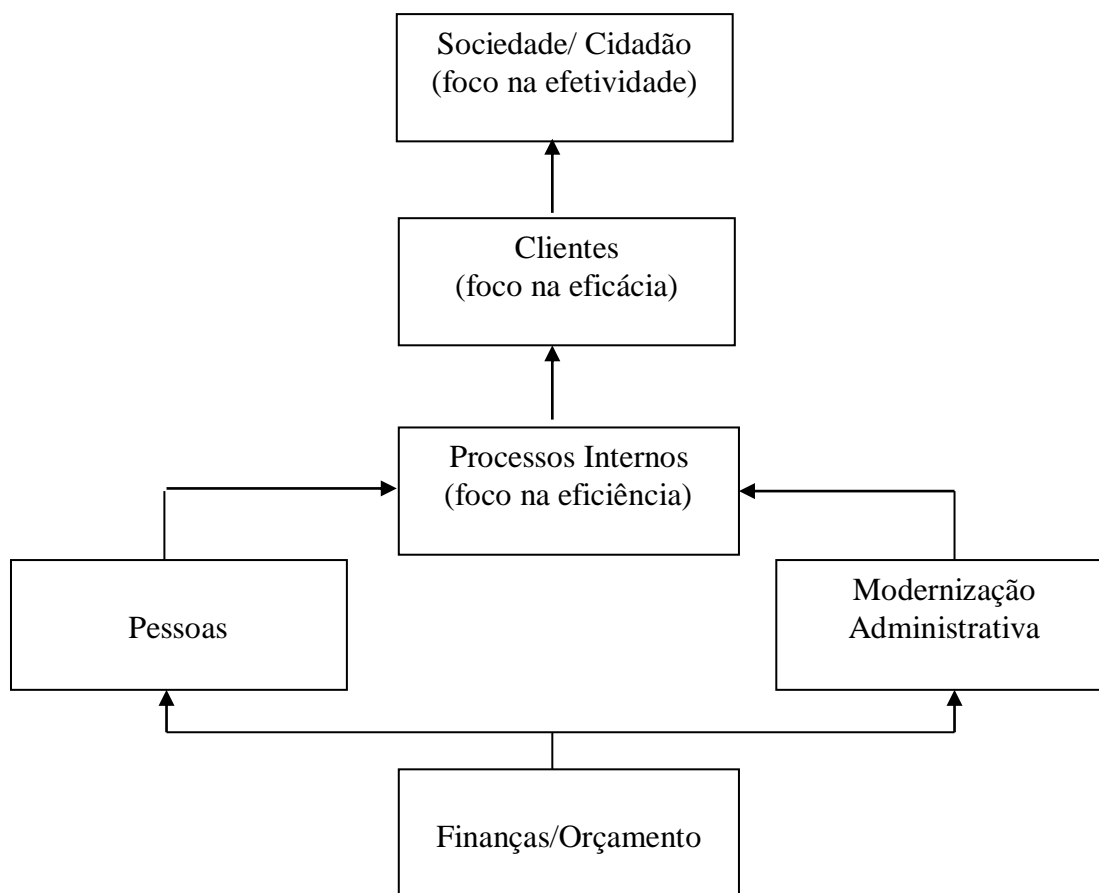 Sociedade/ Cidadão
(foco na efetividade)
Clientes
(foco na eficácia)
Processos Internos
(foco na eficiência)
Pessoas
Modernização
Administrativa
Finanças/Orçamento